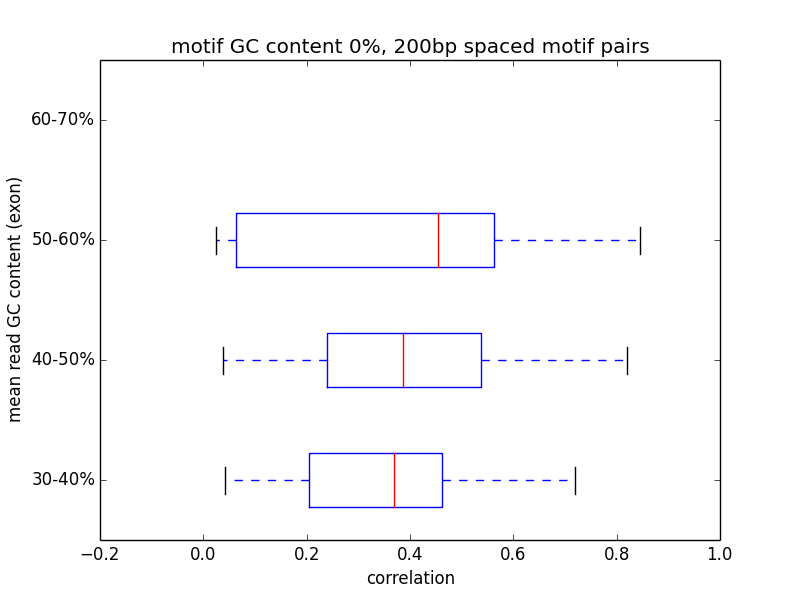 motif GC content 0%, 200bp spaced motif pairs
mean read GC content (exon)
60-70%
50-60%
40-50%
30-40%
−0.2 0.0 0.2 0.4 0.6 0.8 1.0
correlation